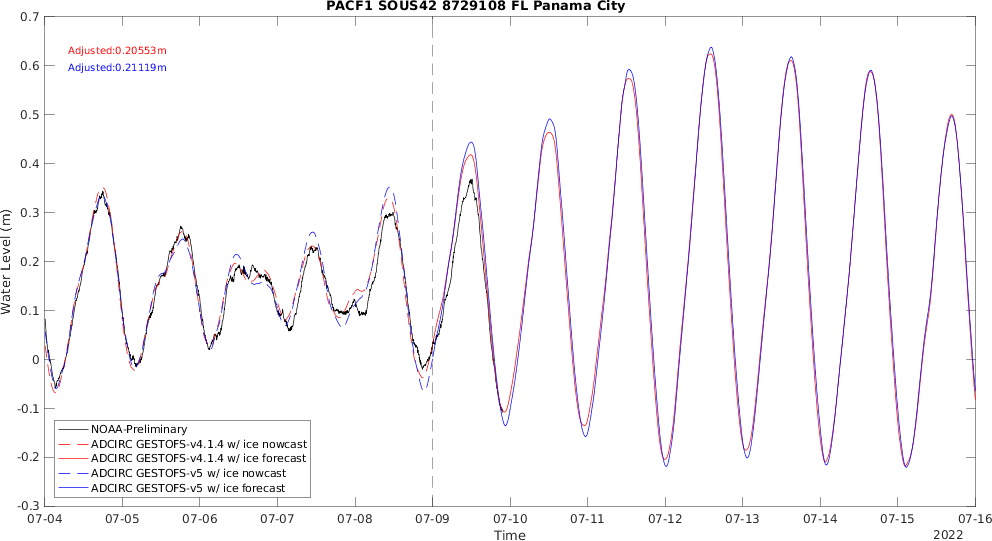 PACF1 SOUS42 8729108 FL Panama City
Adjusted:0.20553m
Adjusted:0.21119m
Water Level (m)
0.7
0.6
0.5
0.4
0.3
0.2
0.1
0
-0.1
-0.2
-0.3
NOAA-Preliminary
ADCIRC GESTOFS-v4.1.4 w/ ice nowcast
ADCIRC GESTOFS-v4.1.4 w/ ice forecast
ADCIRC GESTOFS-v5 w/ ice nowcast
ADCIRC GESTOFS-v5 w/ ice forecast
07-04 07-05 07-06 07-07 07-08 07-09 07-10 07-11 07-12 07-13 07-14 07-15 07-16
Time
2022